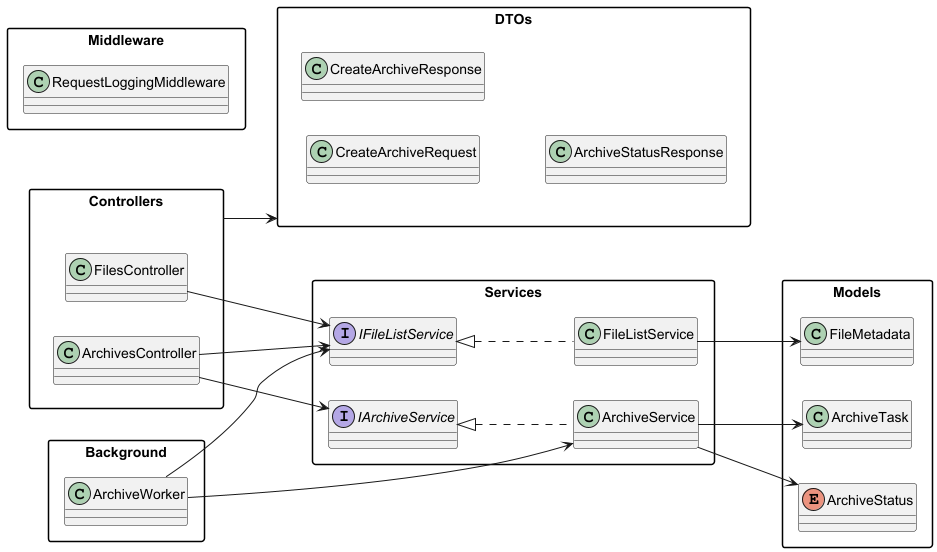 DTOs
Middleware
C CreateArchiveResponse
C RequestLoggingMiddleware
C CreateArchiveRequest
C ArchiveStatusResponse
Controllers
C FilesController
C ArchivesController
Services
I IFileListService
C FileListService
I IArchiveService
C ArchiveService
Models
C FileMetadata
C ArchiveTask
E ArchiveStatus
Background
C ArchiveWorker